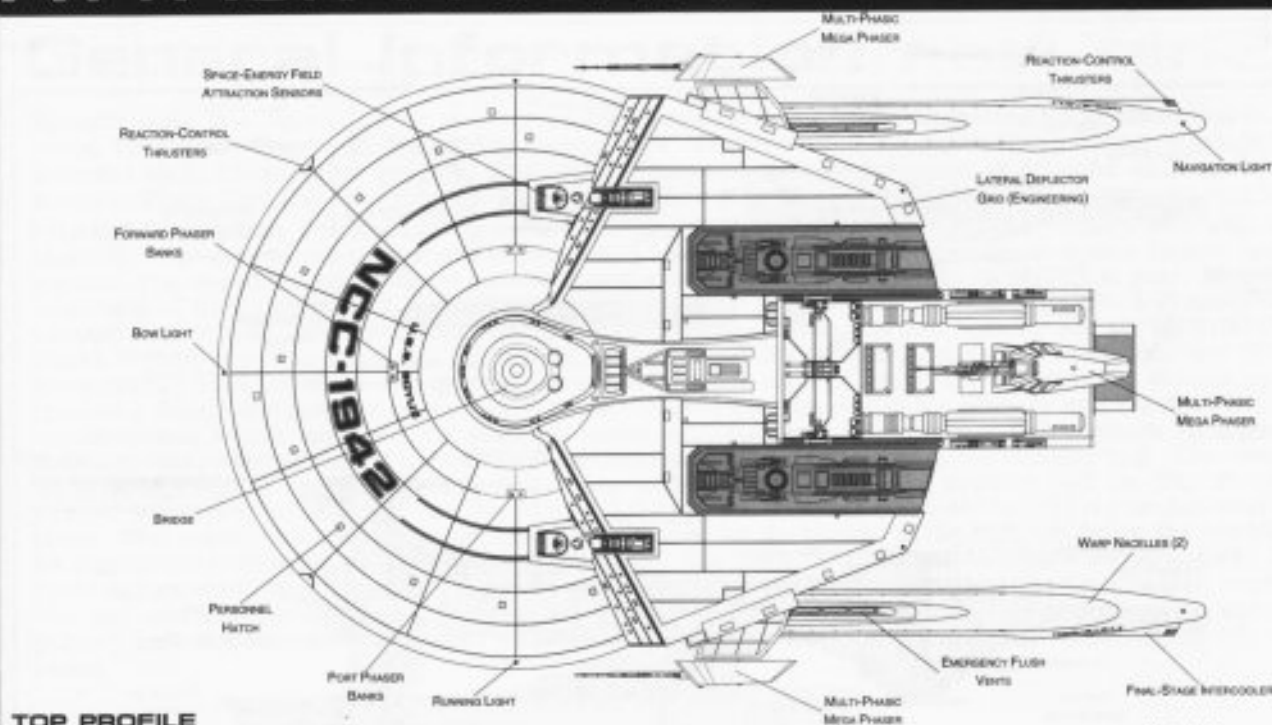 MULTI-PHASIC
MEGA PHASER
SPACE-ENERGY FIELD
ATTRACTION SENSORS
REACTION-CONTROL
THRUSTERS
REACTION-CONTROL
THRUSTERS
NAVIGATION LIGHT
LATERAL DEFLECTOR
GRID (ENGINEERING)
FORWARD PHASER
BANKS
NCC-1942
U.S.S.
BOW LIGHT
MULTI-PHASIC
MEGA PHASER
BRIDGE
WARP NACELLES (2)
PERSONNEL
HATCH
PORT PHASER
BANKS
RUNNING LIGHT
EMERGENCY FLUSH
VENTS
FINAL-STAGE INTERCOOLER
MULTI-PHASIC
MEGA PHASER
TOP PROFILE